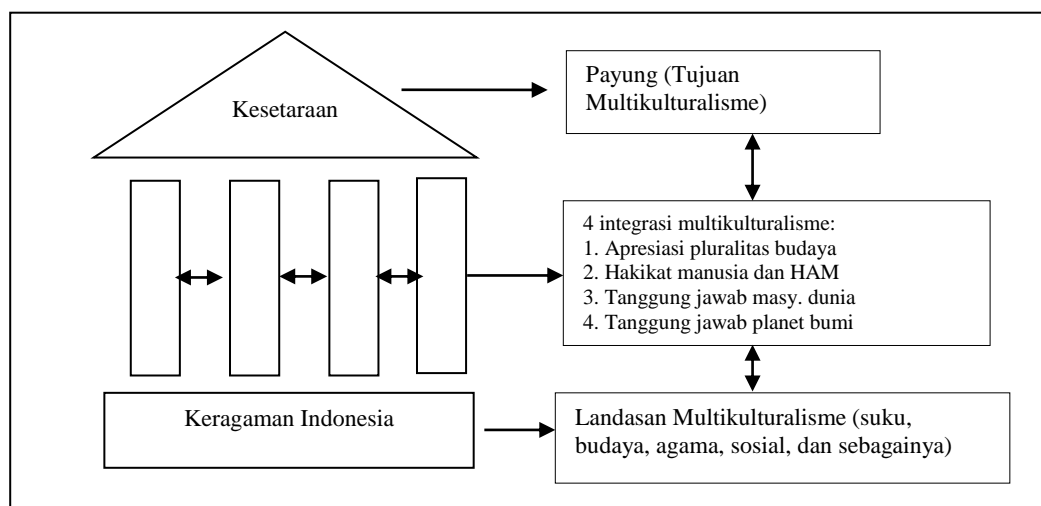 Kesetaraan
Payung (Tujuan
Multikulturalisme)
4 integrasi multikulturalisme:
1. Apresiasi pluralitas budaya
2. Hakikat manusia dan HAM
3. Tanggung jawab masy. dunia
4. Tanggung jawab planet bumi
Keragaman Indonesia
Landasan Multikulturalisme (suku,
budaya, agama, sosial, dan sebagainya)